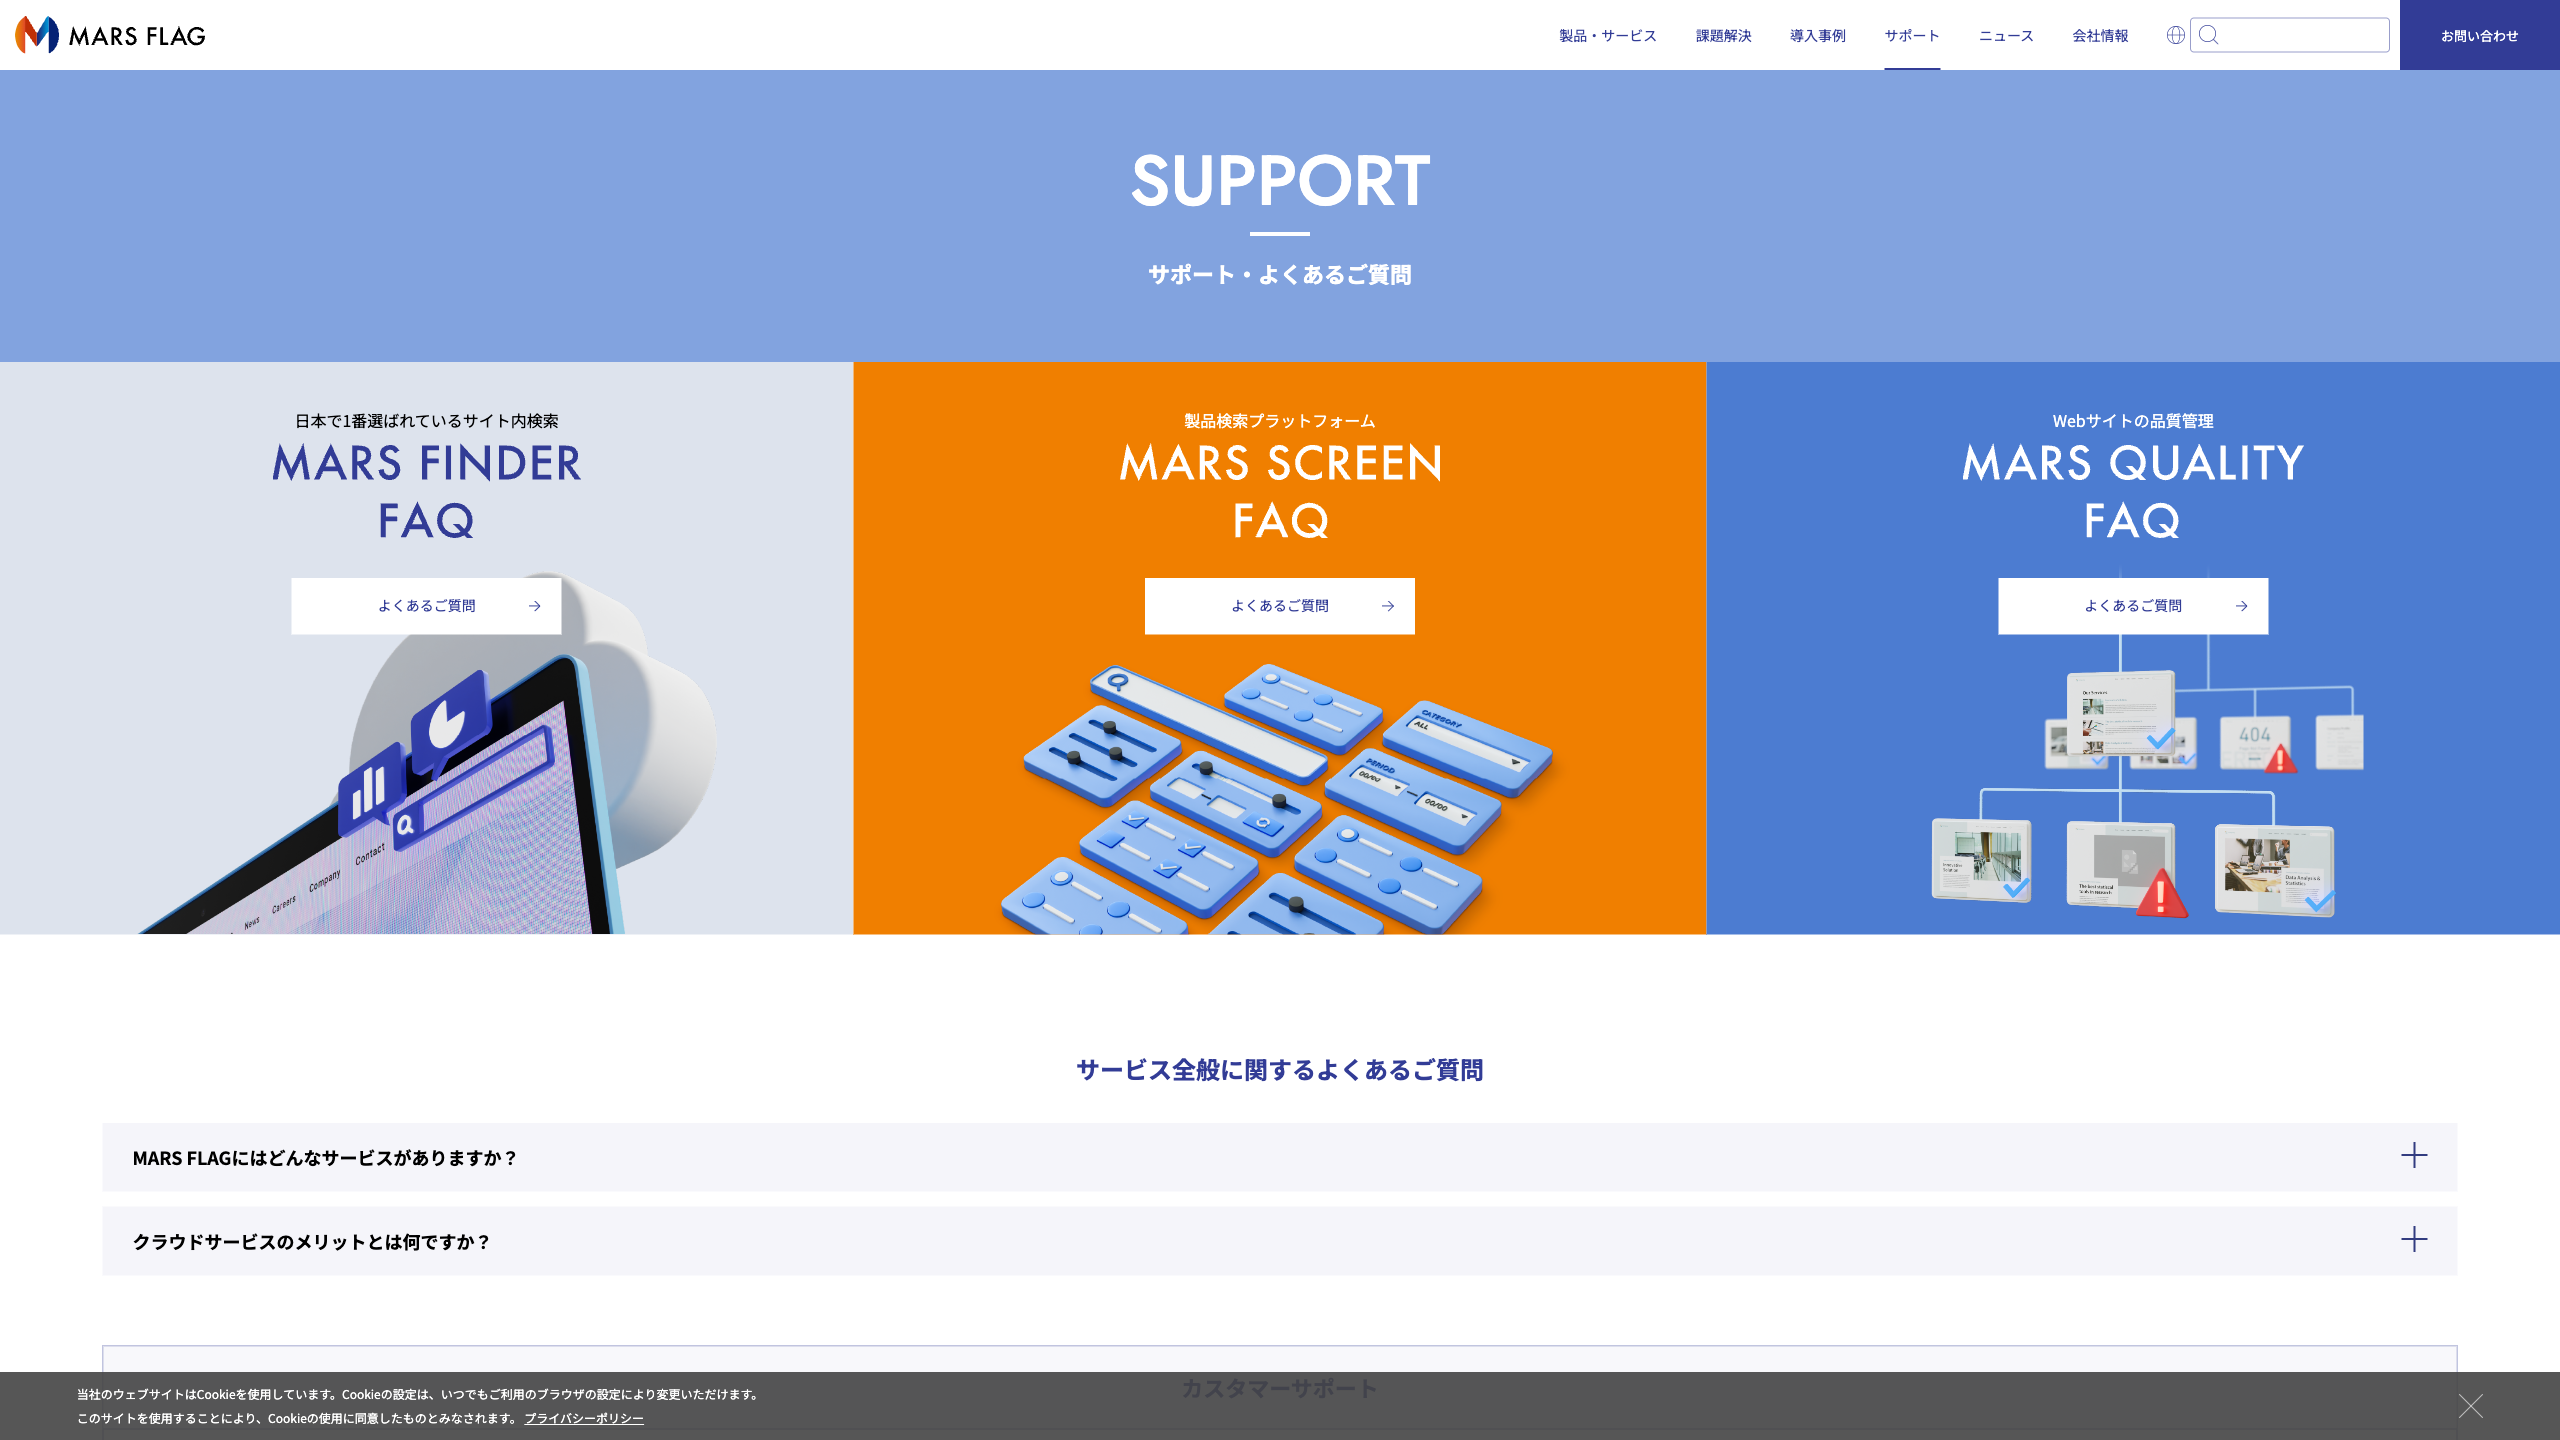 MARS FLAG
製品・サービス
課題解決
導入事例
サポート
ニュース
会社情報
お問い合わせ
SUPPORT
サポート・よくあるご質問
日本で1番選ばれているサイト内検索
MARS FINDER
FAQ
よくあるご質問
News
Careers
Company
Contact
製品検索プラットフォーム
MARS SCREEN
FAQ
よくあるご質問
CATEGORY
ALL
PERIOD
00/00
00/00
Webサイトの品質管理
MARS QUALITY
FAQ
よくあるご質問
Our Services
404
Innovative
Solution
The best statical
tools to research
Data Analysis &
Statistics
サービス全般に関するよくあるご質問
MARS FLAGにはどんなサービスがありますか？
クラウドサービスのメリットとは何ですか？
カスタマーサポート
当社のウェブサイトはCookieを使用しています。Cookieの設定は、いつでもご利用のブラウザの設定により変更いただけます。
このサイトを使用することにより、Cookieの使用に同意したものとみなされます。 プライバシーポリシー